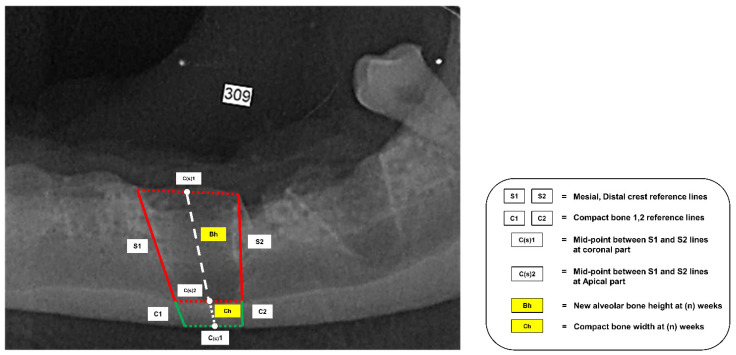 309
C(s)1
S1
Bh
S2
C(s)2
C1
Ch
C2
C(s)1
S1 S2 = Mesial, Distal crest reference lines
C1 C2 = Compact bone 1,2 reference lines
C(s)1 = Mid-point between S1 and S2 lines
at coronal part
C(s)2 = Mid-point between S1 and S2 lines
at Apical part
Bh = New alveolar bone height at (n) weeks
Ch = Compact bone width at (n) weeks